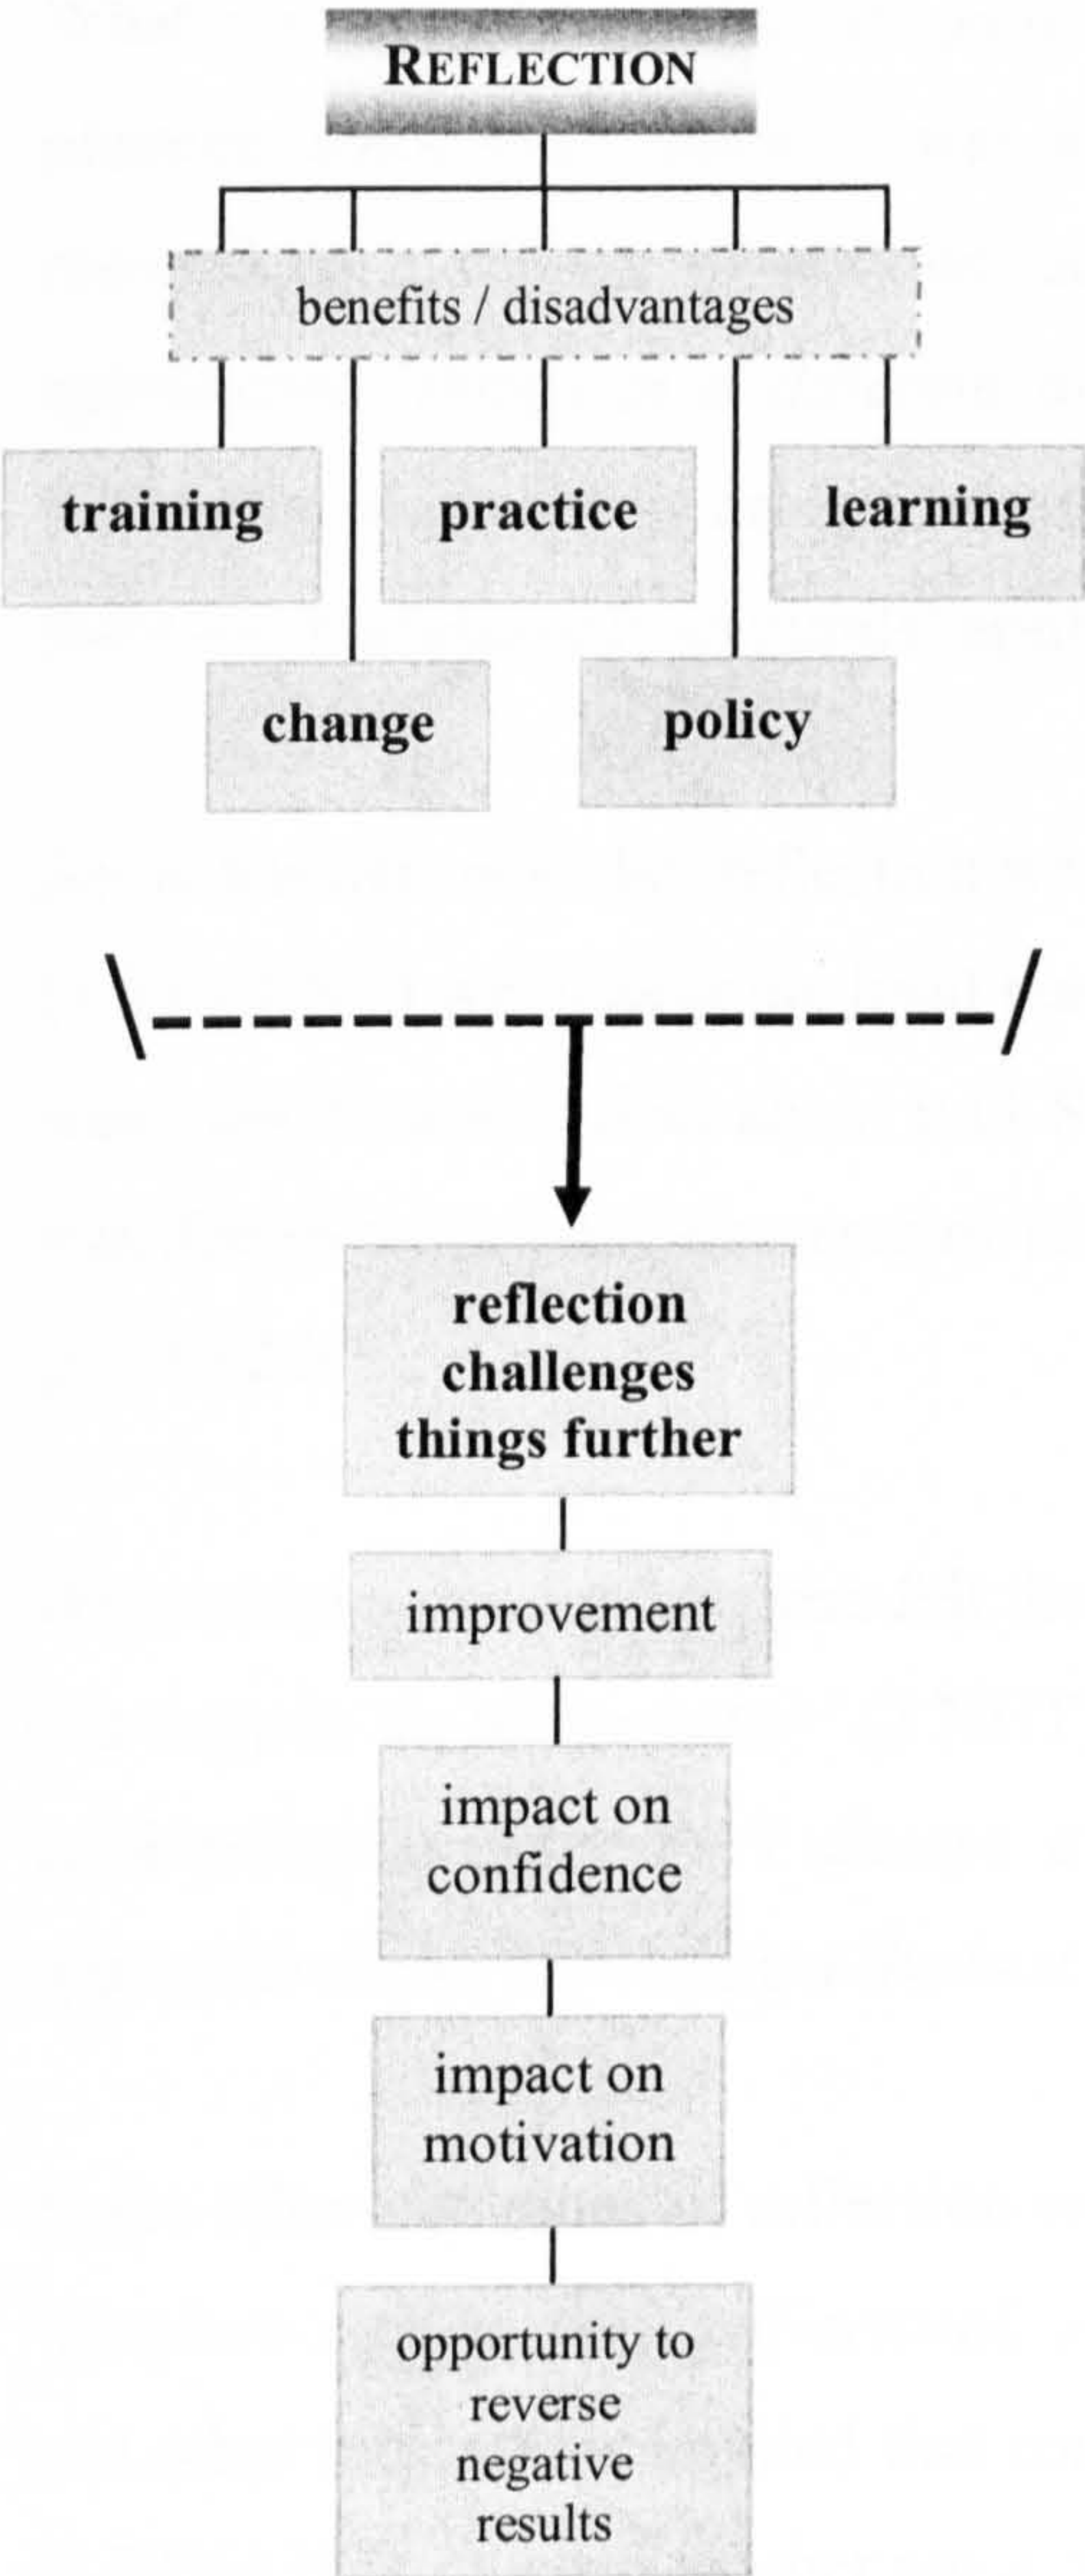 REFLECTION
benefits / disadvantages
training
practice
learning
change
policy
reflection
challenges
things further
improvement
impact on
confidence
impact on
motivation
opportunity to
reverse
negative
results